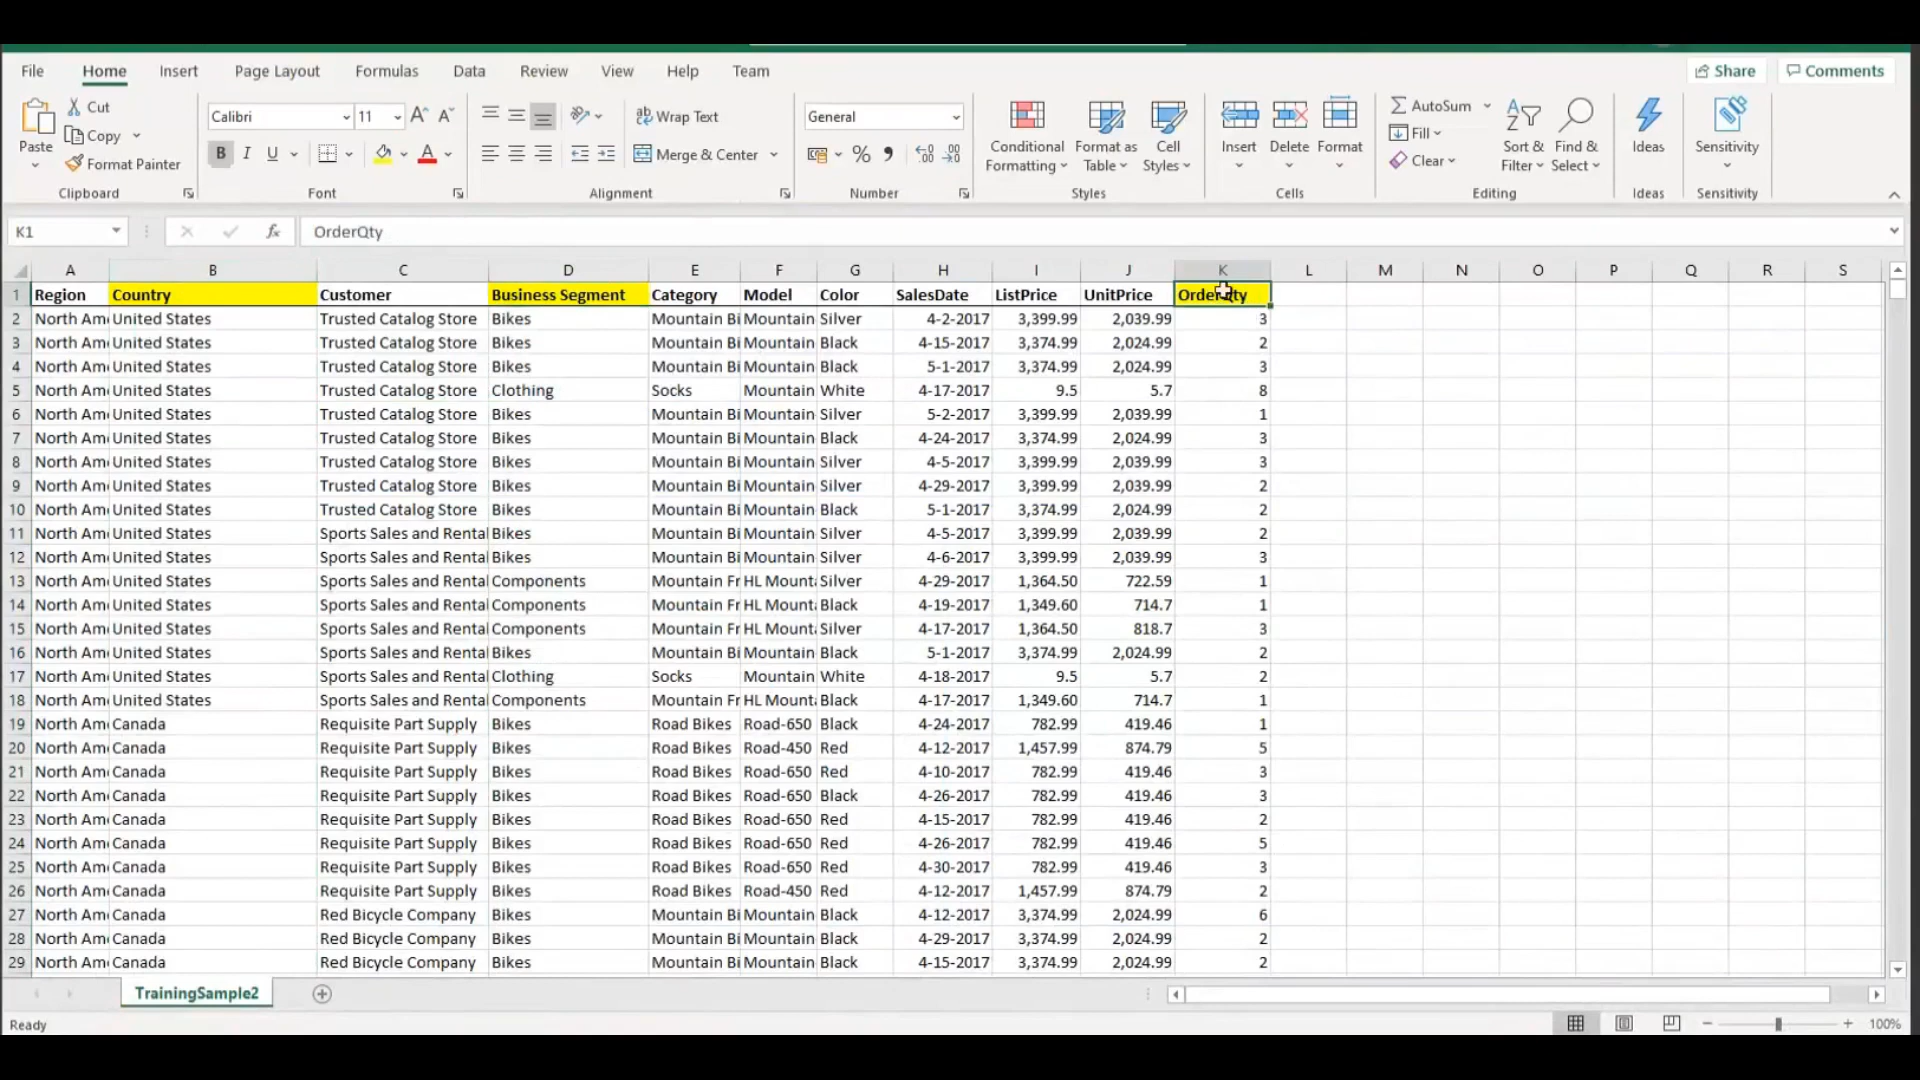 File Home Insert Page Layout Formulas Data Review View Help Team Share Comments
Paste Cut Copy Format Painter Clipboard
Calibri 11 A A B I U A Font
ab Wrap Text Merge & Center Alignment
General % Number
Conditional Formatting Format as Table Cell Styles Styles
Insert Delete Format Cells
AutoSum Fill Clear Sort & Filter Find & Select Editing
Ideas Ideas
Sensitivity Sensitivity
K1 fx OrderQty
A B C D E F G H I J K L M N O P Q R S
1 Region Country Customer Business Segment Category Model Color SalesDate ListPrice UnitPrice OrderQty
2 North Am United States Trusted Catalog Store Bikes Mountain Bi Mountain Silver 4-2-2017 3,399.99 2,039.99 3
3 North Am United States Trusted Catalog Store Bikes Mountain Bi Mountain Black 4-15-2017 3,374.99 2,024.99 2
4 North Am United States Trusted Catalog Store Bikes Mountain Bi Mountain Black 5-1-2017 3,374.99 2,024.99 3
5 North Am United States Trusted Catalog Store Clothing Socks Mountain White 4-17-2017 9.5 5.7 8
6 North Am United States Trusted Catalog Store Bikes Mountain Bi Mountain Silver 5-2-2017 3,399.99 2,039.99 1
7 North Am United States Trusted Catalog Store Bikes Mountain Bi Mountain Black 4-24-2017 3,374.99 2,024.99 3
8 North Am United States Trusted Catalog Store Bikes Mountain Bi Mountain Silver 4-5-2017 3,399.99 2,039.99 3
9 North Am United States Trusted Catalog Store Bikes Mountain Bi Mountain Silver 4-29-2017 3,399.99 2,039.99 2
10 North Am United States Trusted Catalog Store Bikes Mountain Bi Mountain Black 5-1-2017 3,374.99 2,024.99 2
11 North Am United States Sports Sales and Rental Bikes Mountain Bi Mountain Silver 4-5-2017 3,399.99 2,039.99 2
12 North Am United States Sports Sales and Rental Bikes Mountain Bi Mountain Silver 4-6-2017 3,399.99 2,039.99 3
13 North Am United States Sports Sales and Rental Components Mountain Fr HL Mount Silver 4-29-2017 1,364.50 722.59 1
14 North Am United States Sports Sales and Rental Components Mountain Fr HL Mount Black 4-19-2017 1,349.60 714.7 1
15 North Am United States Sports Sales and Rental Components Mountain Fr HL Mount Silver 4-17-2017 1,364.50 818.7 3
16 North Am United States Sports Sales and Rental Bikes Mountain Bi Mountain Black 5-1-2017 3,374.99 2,024.99 2
17 North Am United States Sports Sales and Rental Clothing Socks Mountain White 4-18-2017 9.5 5.7 2
18 North Am United States Sports Sales and Rental Components Mountain Fr HL Mount Black 4-17-2017 1,349.60 714.7 1
19 North Am Canada Requisite Part Supply Bikes Road Bikes Road-650 Black 4-24-2017 782.99 419.46 1
20 North Am Canada Requisite Part Supply Bikes Road Bikes Road-450 Red 4-12-2017 1,457.99 874.79 5
21 North Am Canada Requisite Part Supply Bikes Road Bikes Road-650 Red 4-10-2017 782.99 419.46 3
22 North Am Canada Requisite Part Supply Bikes Road Bikes Road-650 Black 4-26-2017 782.99 419.46 3
23 North Am Canada Requisite Part Supply Bikes Road Bikes Road-650 Red 4-15-2017 782.99 419.46 2
24 North Am Canada Requisite Part Supply Bikes Road Bikes Road-650 Red 4-26-2017 782.99 419.46 5
25 North Am Canada Requisite Part Supply Bikes Road Bikes Road-650 Red 4-30-2017 782.99 419.46 3
26 North Am Canada Requisite Part Supply Bikes Road Bikes Road-450 Red 4-12-2017 1,457.99 874.79 2
27 North Am Canada Red Bicycle Company Bikes Mountain Bi Mountain Black 4-12-2017 3,374.99 2,024.99 6
28 North Am Canada Red Bicycle Company Bikes Mountain Bi Mountain Black 4-29-2017 3,374.99 2,024.99 2
29 North Am Canada Red Bicycle Company Bikes Mountain Bi Mountain Black 4-15-2017 3,374.99 2,024.99 2
TrainingSample2
Ready 100%